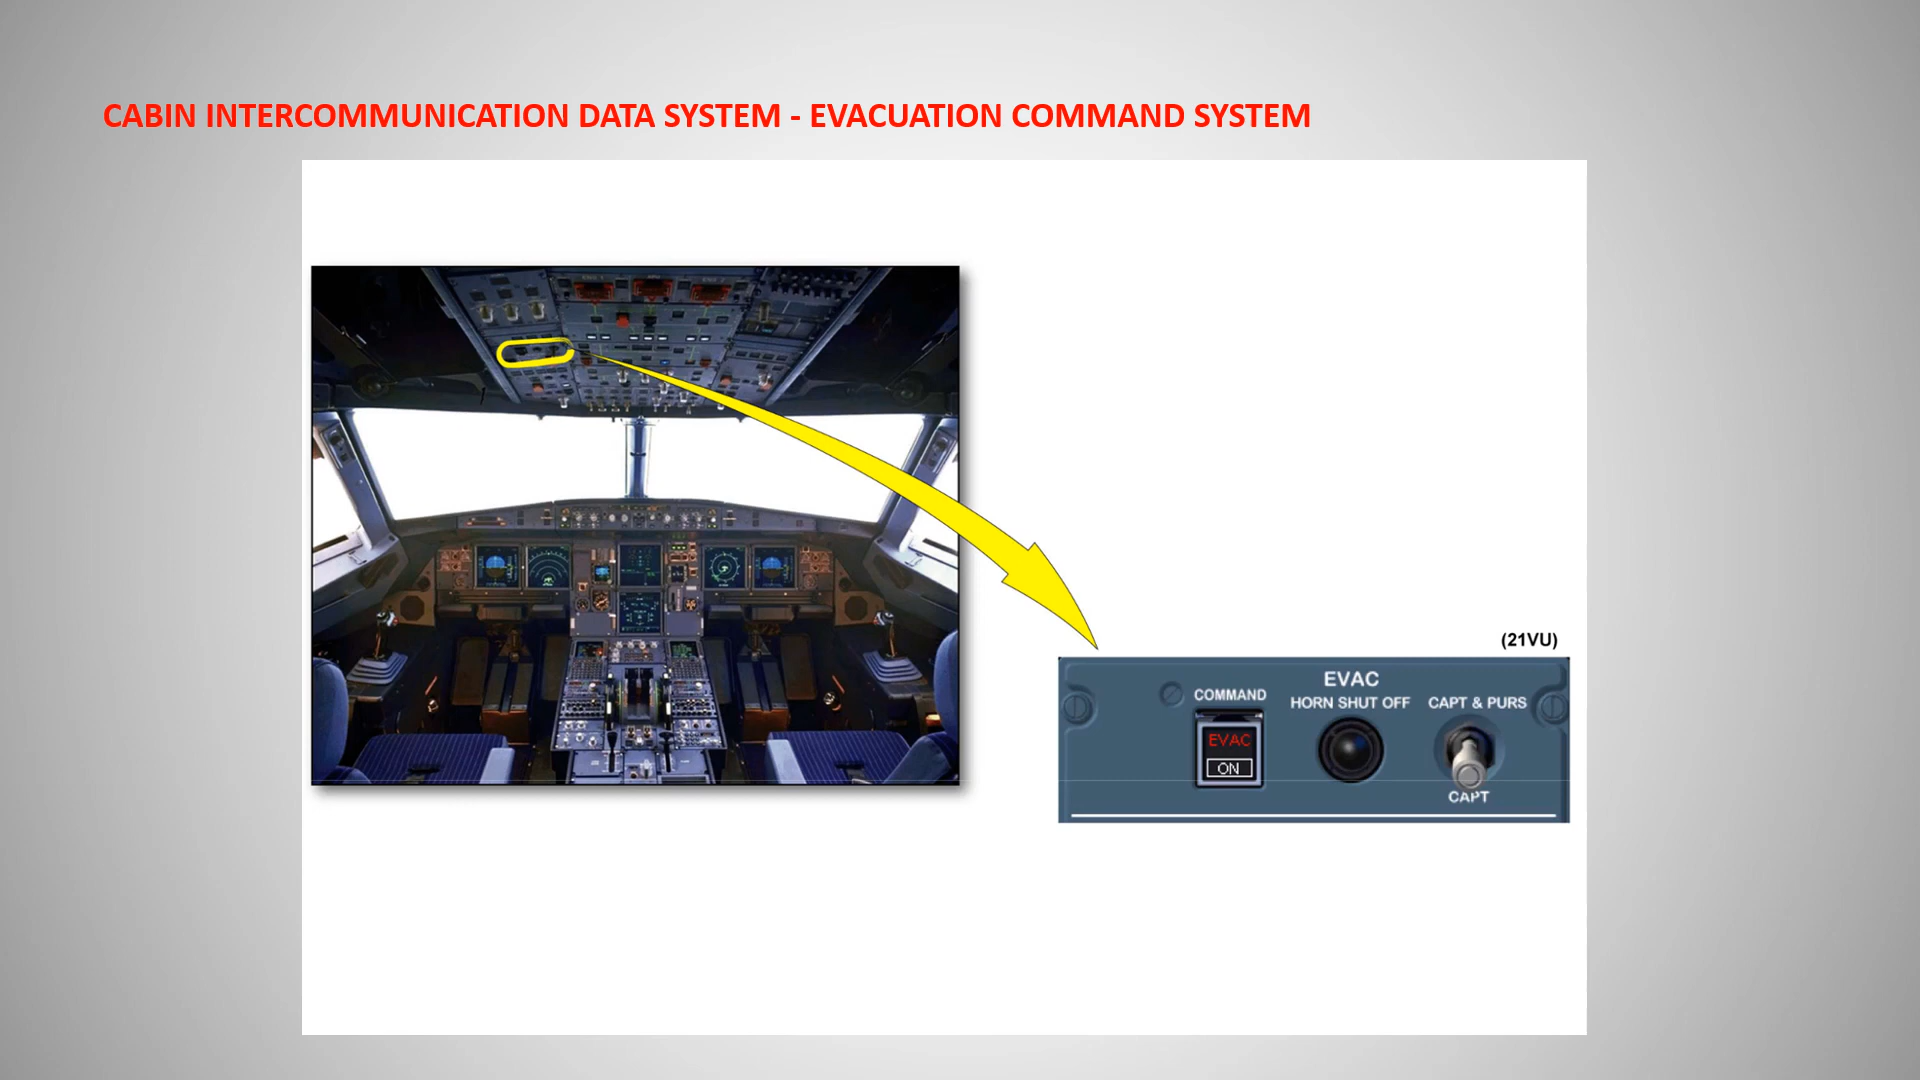 CABIN INTERCOMMUNICATION DATA SYSTEM - EVACUATION COMMAND SYSTEM
(21VU)
EVAC
COMMAND HORN SHUT OFF CAPT & PURS
EVAC
ON
CAPT